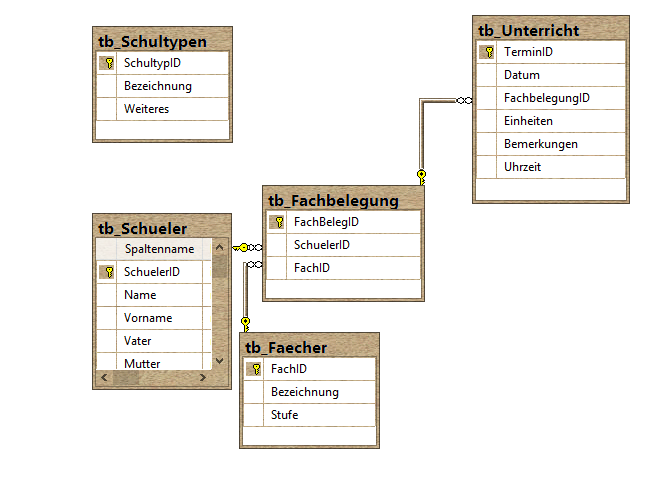 tb_Schultypen
SchultypID
Bezeichnung
Weiteres
tb_Unterricht
TerminID
Datum
FachbelegungID
Einheiten
Bemerkungen
Uhrzeit
tb_Fachbelegung
FachBelegID
SchuelerID
FachID
tb_Schueler
Spaltenname
SchuelerID
Name
Vorname
Vater
Mutter
tb_Faecher
FachID
Bezeichnung
Stufe